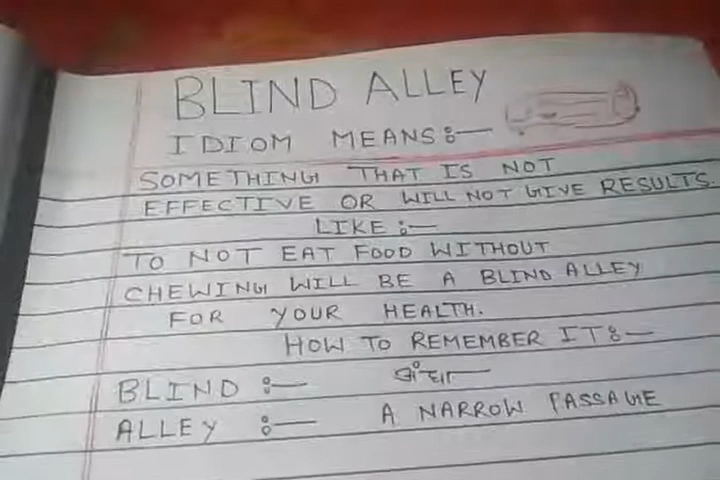 BLIND ALLEY
IDIOM MEANS:—
SOMETHING THAT IS NOT
EFFECTIVE OR WILL NOT GIVE RESULTS.
LIKE:—
TO NOT EAT FOOD WITHOUT
CHEWING WILL BE A BLIND ALLEY
FOR YOUR HEALTH.
HOW TO REMEMBER IT:—
BLIND :—
ALLEY :— A NARROW PASSAGE